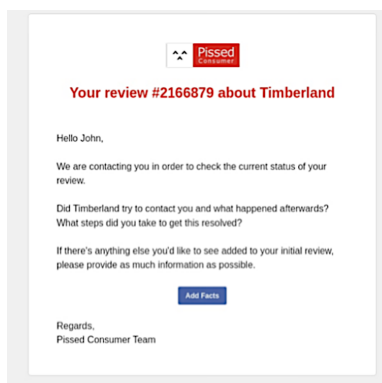 Pissed
Consumer
Your review #2166879 about Timberland
Hello John,
We are contacting you in order to check the current status of your
review.
Did Timberland try to contact you and what happened afterwards?
What steps did you take to get this resolved?
If there's anything else you'd like to see added to your initial review,
please provide as much information as possible.
Add Facts
Regards,
Pissed Consumer Team